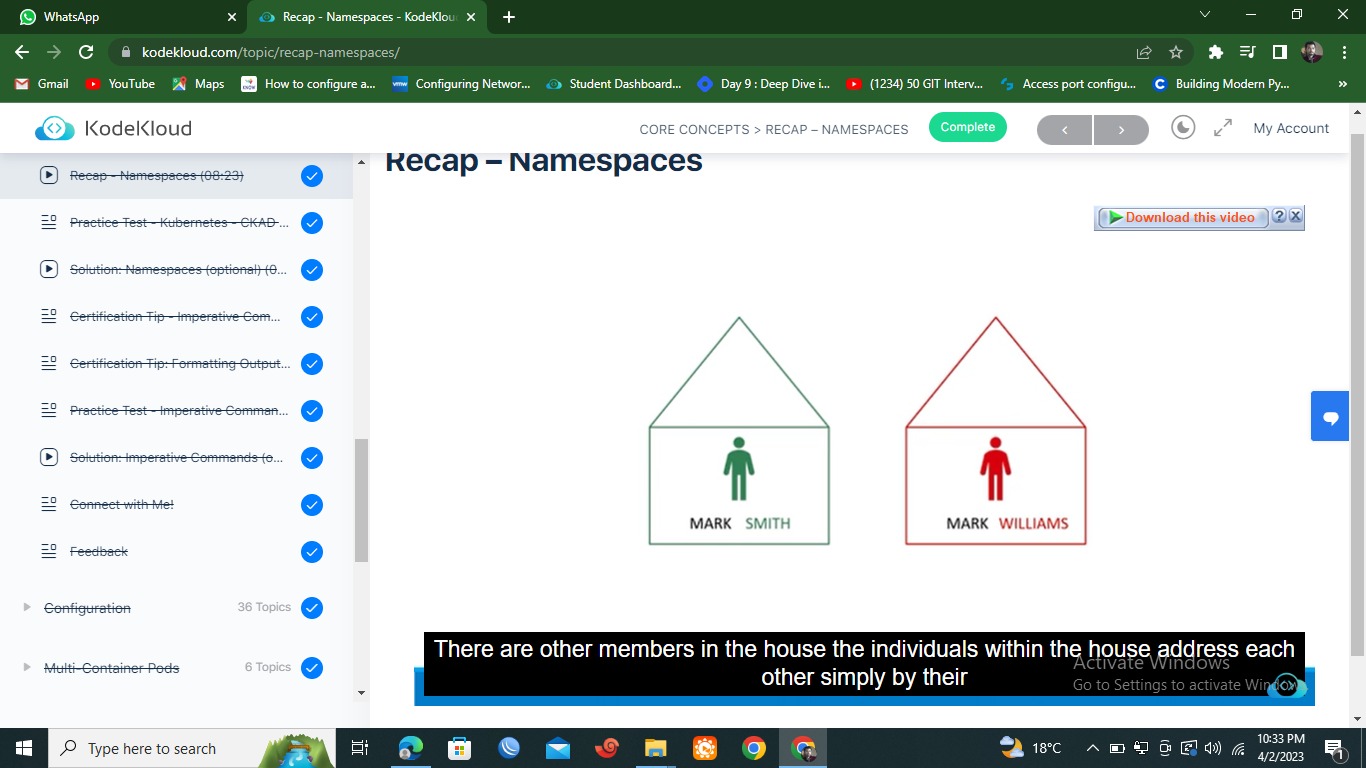 WhatsApp
Recap - Namespaces - KodeKlou
kodekloud.com/topic/recap-namespaces/
Gmail
YouTube
Maps
How to configure a...
Configuring Networ...
Student Dashboard...
Day 9 : Deep Dive i...
(1234) 50 GIT Interv...
Access port configu...
Building Modern Py...
»
KodeKloud
CORE CONCEPTS > RECAP – NAMESPACES
Complete
My Account
Recap - Namespaces (08:23)
Practice Test - Kubernetes - CKAD ...
Solution: Namespaces (optional) (0...
Certification Tip - Imperative Com...
Certification Tip: Formatting Output...
Practice Test - Imperative Comman...
Solution: Imperative Commands (o...
Connect with Me!
Feedback
Configuration 36 Topics
Multi-Container Pods 6 Topics
Recap – Namespaces
Download this video ? X
MARK SMITH
MARK WILLIAMS
There are other members in the house the individuals within the house address each
other simply by their
Activate Windows
Go to Settings to activate Windows.
Type here to search
18°C
10:33 PM
4/2/2023
1